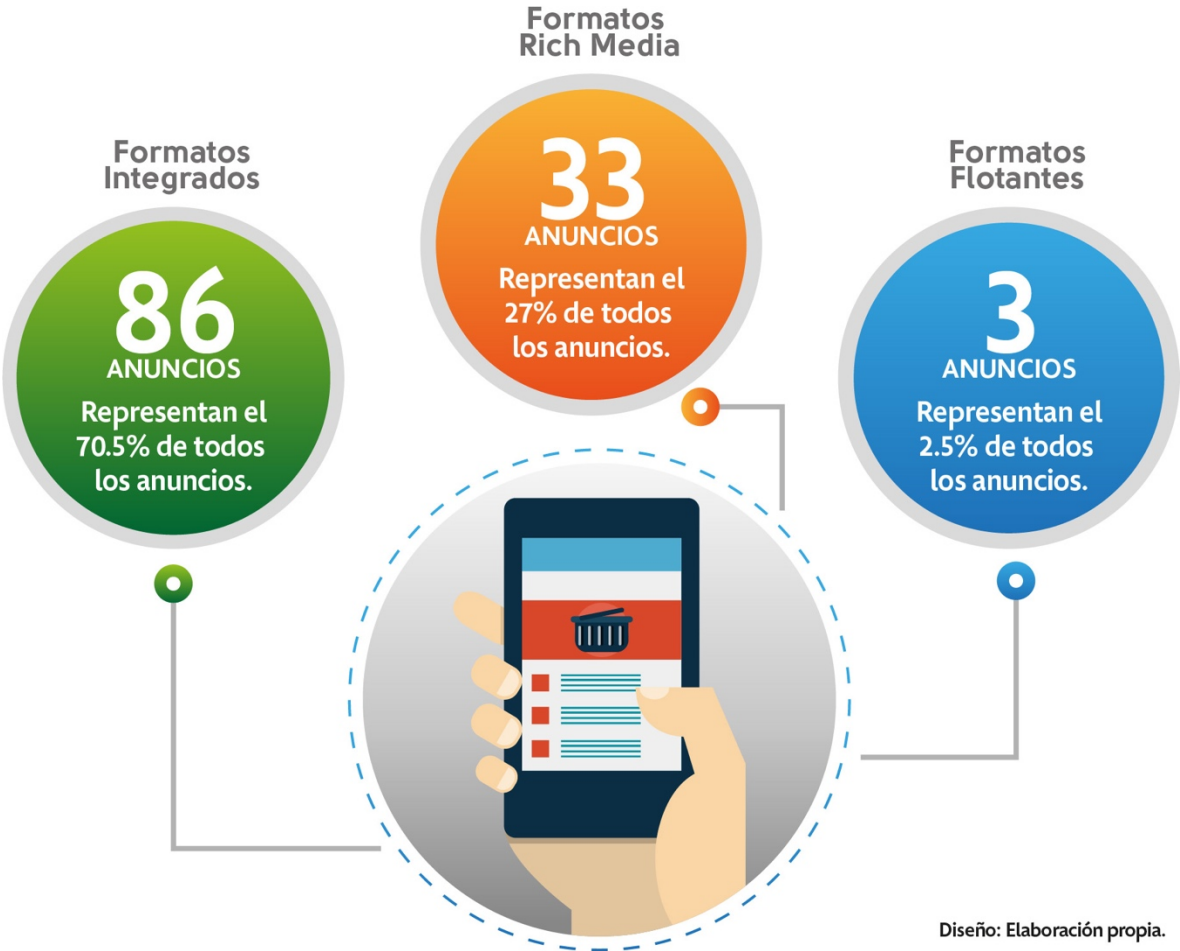 Formatos
Rich Media
33
ANUNCIOS
Representan el
27% de todos
los anuncios.
Formatos
Integrados
86
ANUNCIOS
Representan el
70.5% de todos
los anuncios.
Formatos
Flotantes
3
ANUNCIOS
Representan el
2.5% de todos
los anuncios.
Diseño: Elaboración propia.